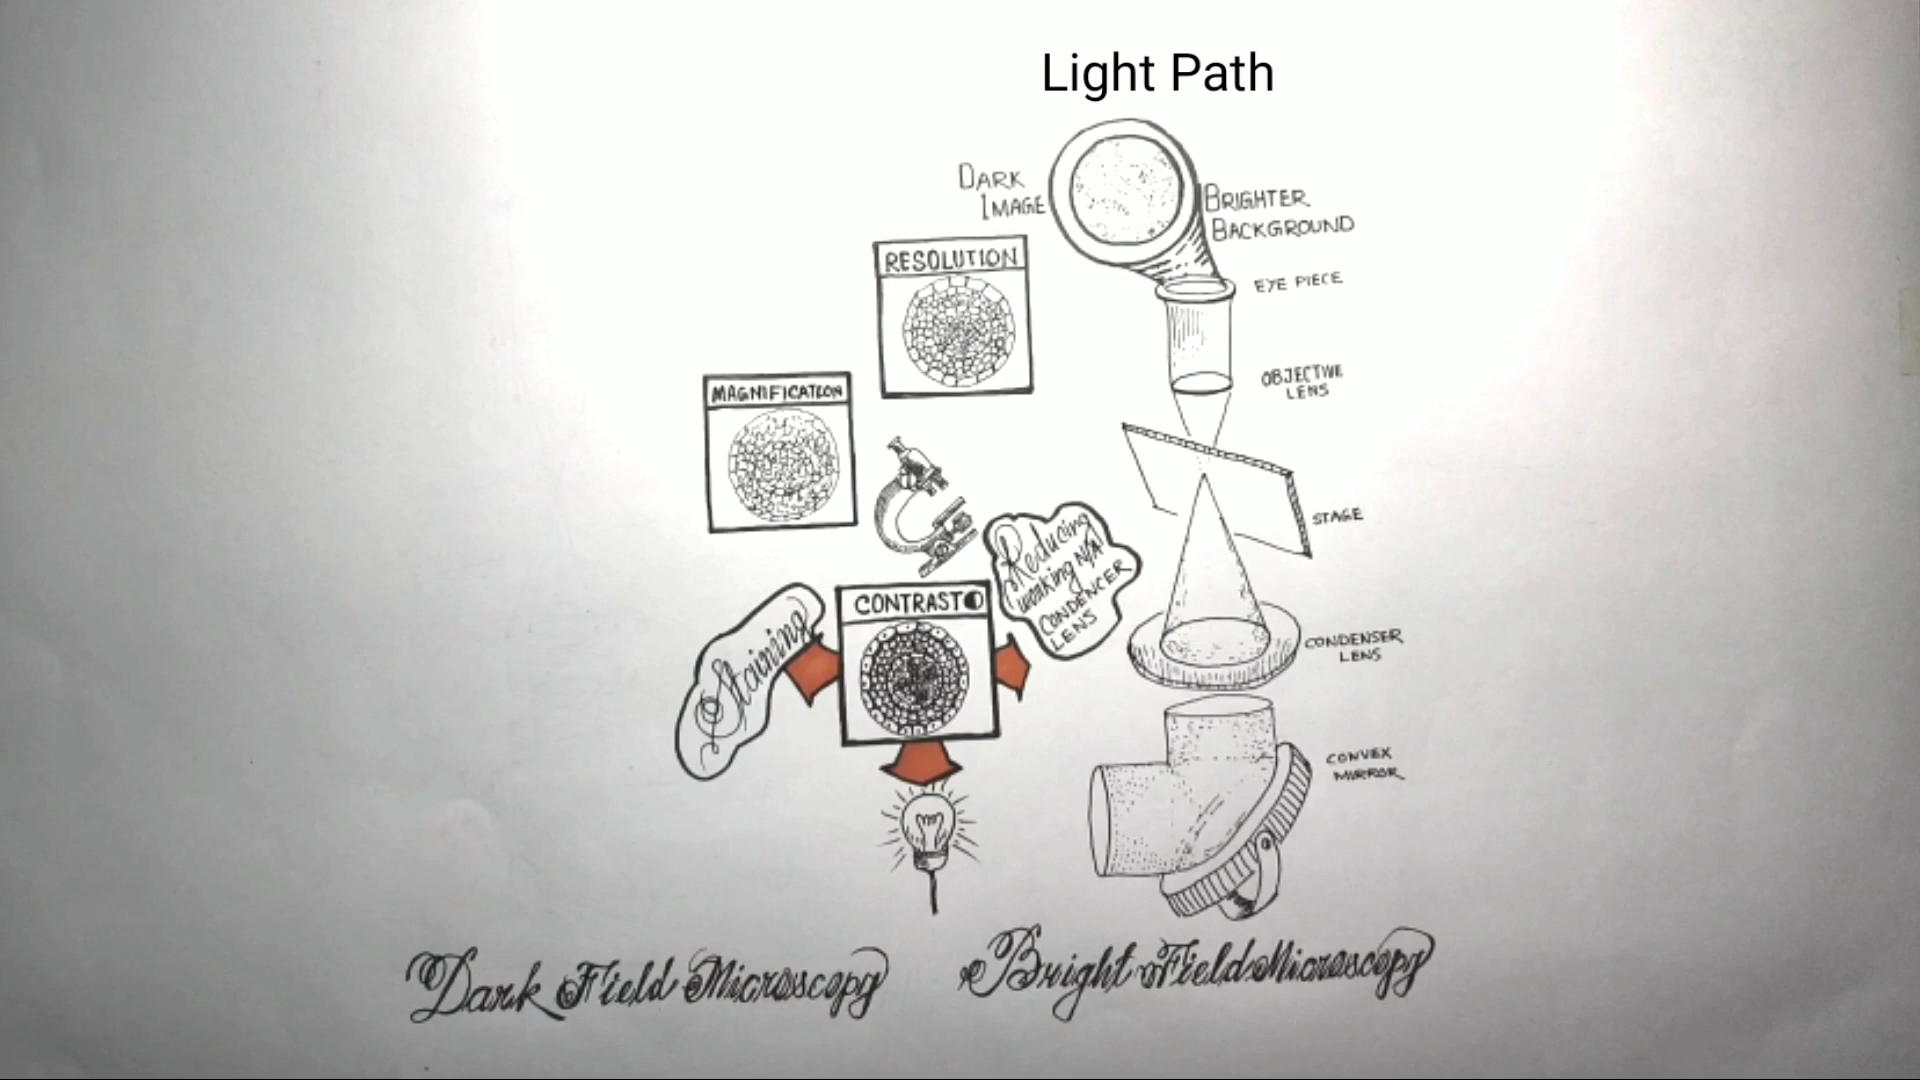 Light Path
DARK
IMAGE
BRIGHTER
BACKGROUND
RESOLUTION
EYE PIECE
MAGNIFICATION
OBJECTIVE
LENS
STAGE
Reducing
working N/A
CONDENCER
LENS
CONTRAST
Staining
CONDENSER
LENS
CONVEX
MIRROR
Dark Field Microscopy
Bright Field Microscopy